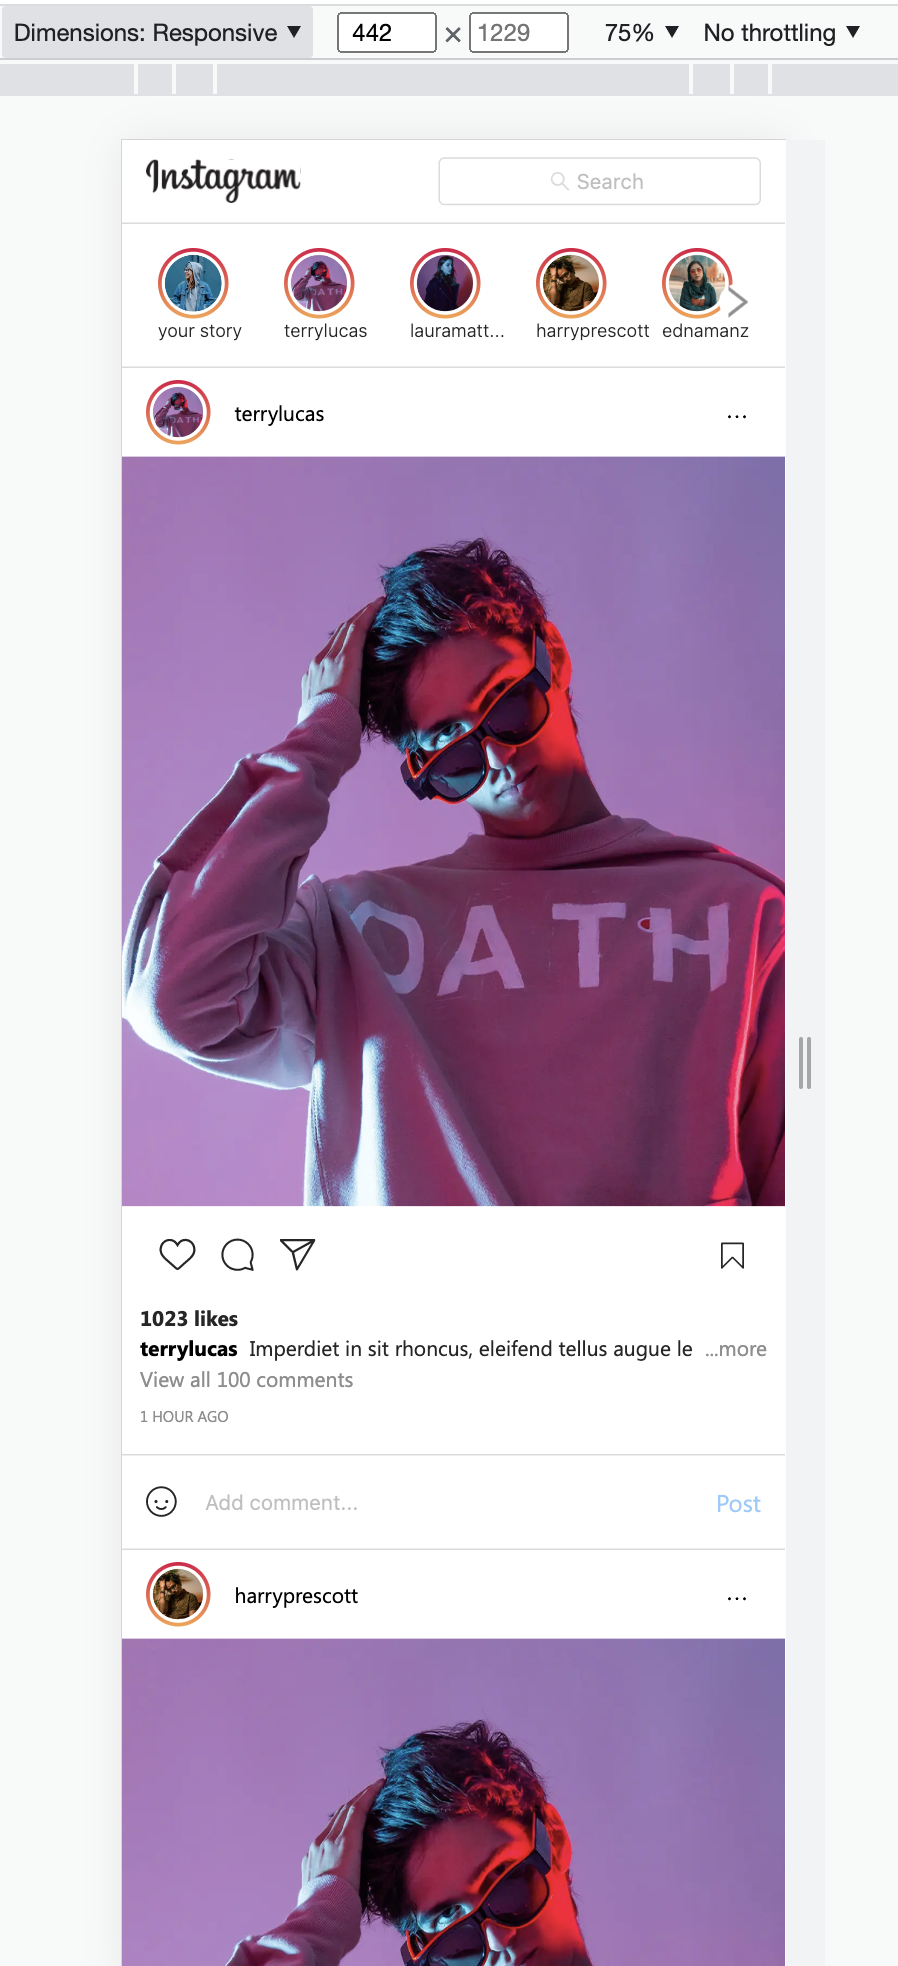 Dimensions: Responsive ▼ 442 × 1229 75% ▼ No throttling ▼
Instagram Search
your story terrylucas lauramatt... harryprescott ednamanz
terrylucas ...
OATH
1023 likes
terrylucas Imperdiet in sit rhoncus, eleifend tellus augue le ...more
View all 100 comments
1 HOUR AGO
Add comment... Post
harryprescott ...